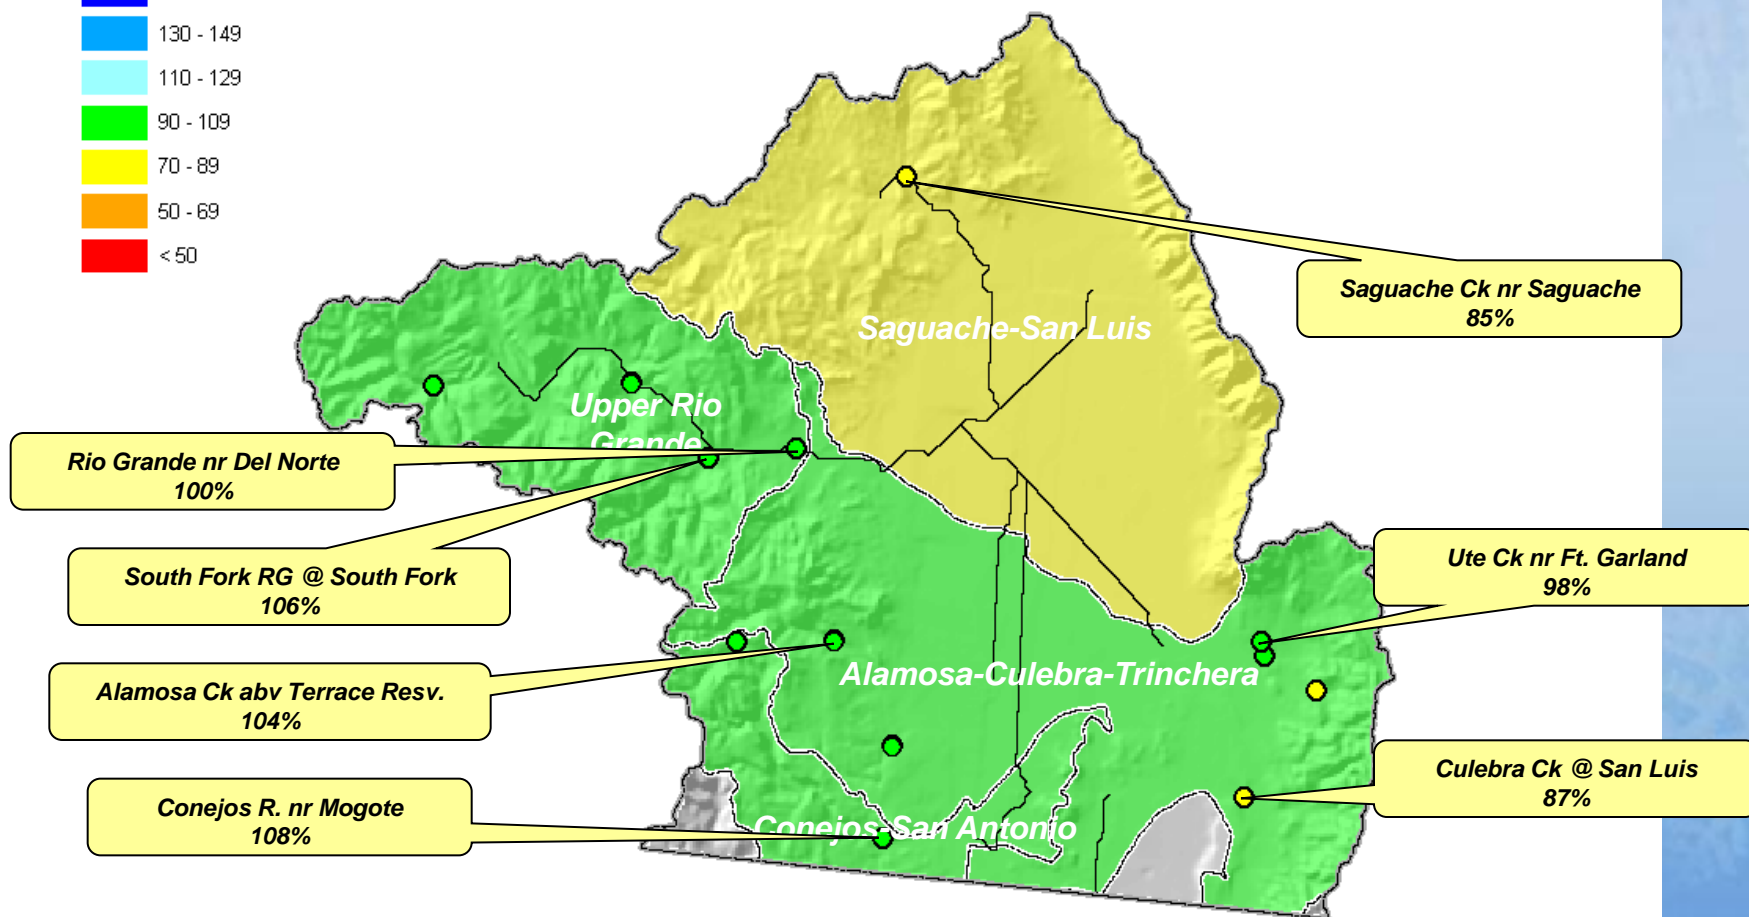 130 - 149
110 - 129
90 - 109
70 - 89
50 - 69
< 50
Saguache Ck nr Saguache
85%
Saguache-San Luis
Upper Rio
Grande
Rio Grande nr Del Norte
100%
South Fork RG @ South Fork
106%
Ute Ck nr Ft. Garland
98%
Alamosa-Culebra-Trinchera
Alamosa Ck abv Terrace Resv.
104%
Culebra Ck @ San Luis
87%
Conejos R. nr Mogote
108%
Conejos-San Antonio